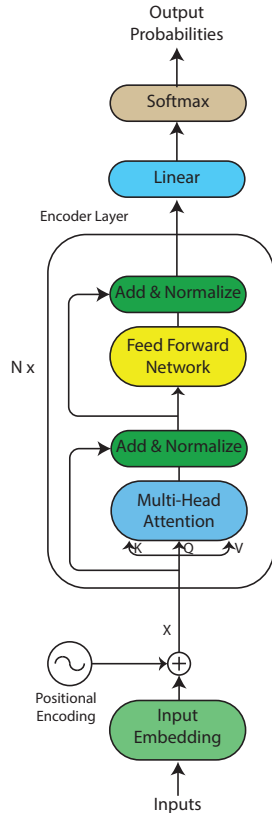 Output
Probabilities
Softmax
Linear
Encoder Layer
Add & Normalize
Feed Forward
Network
N x
Add & Normalize
Multi-Head
Attention
K
Q
V
X
Positional
Encoding
Input
Embedding
Inputs